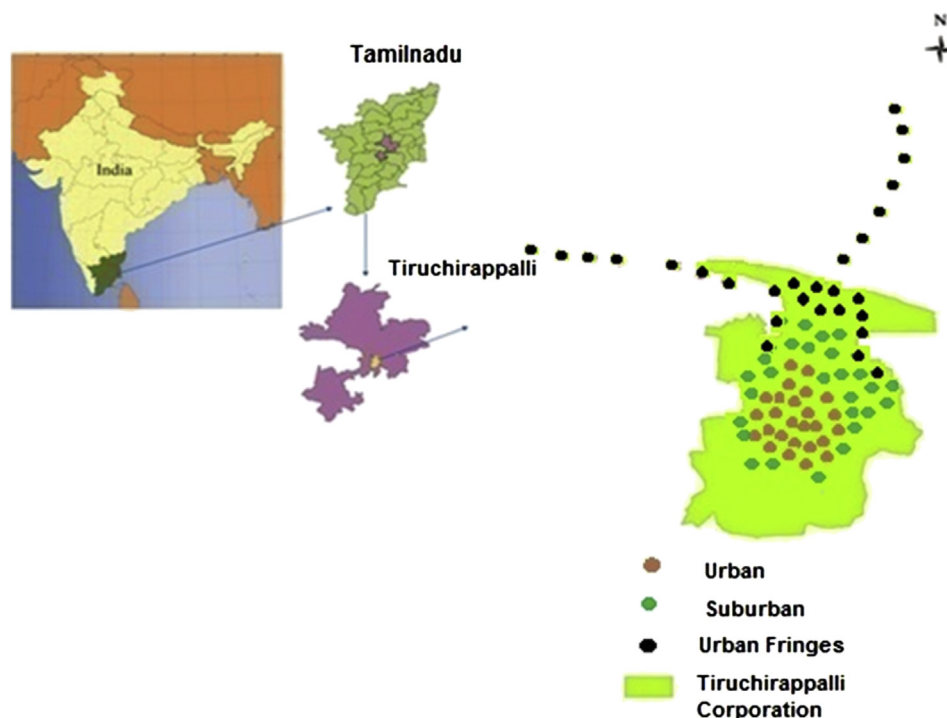 N
Tamilnadu
India
Tiruchirappalli
Urban
Suburban
Urban Fringes
Tiruchirappalli
Corporation